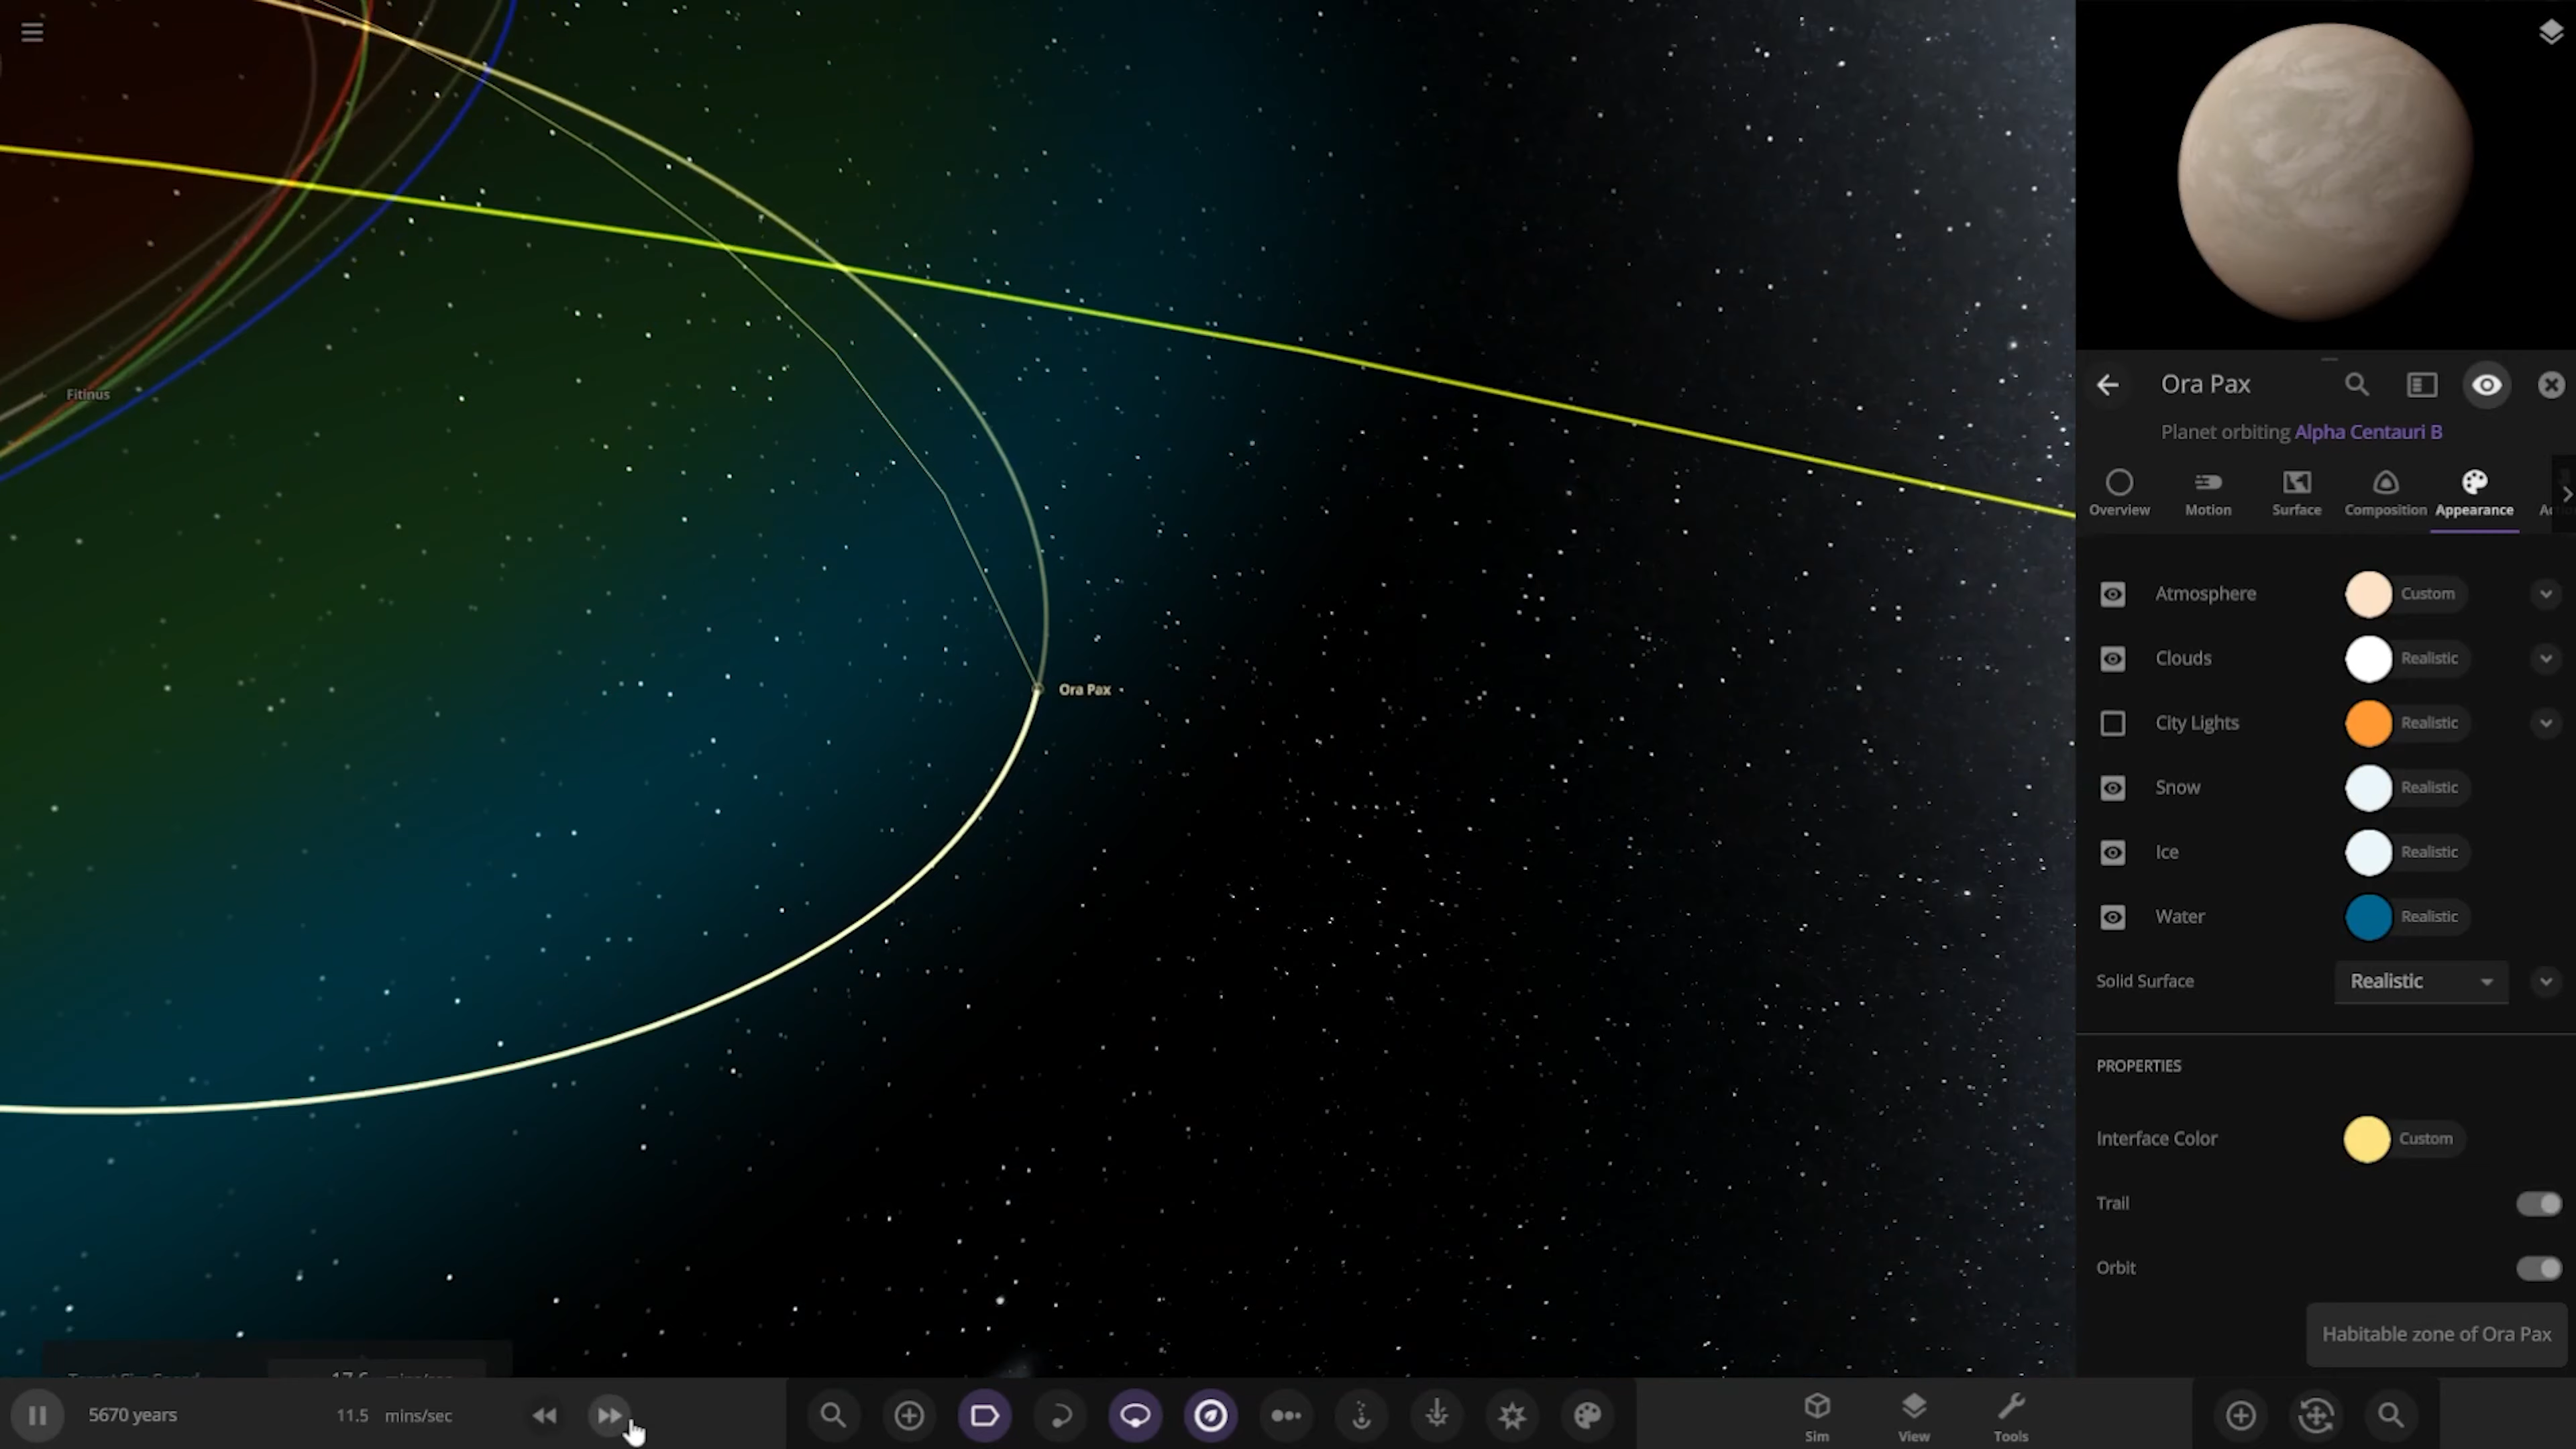 Fitinus
Ora Pax
Ora Pax
Planet orbiting Alpha Centauri B
Overview Motion Surface Composition Appearance
Atmosphere Custom
Clouds Realistic
City Lights Realistic
Snow Realistic
Ice Realistic
Water Realistic
Solid Surface Realistic
PROPERTIES
Interface Color Custom
Trail
Orbit
Habitable zone of Ora Pax
5670 years 11.5 mins/sec
Sim View Tools